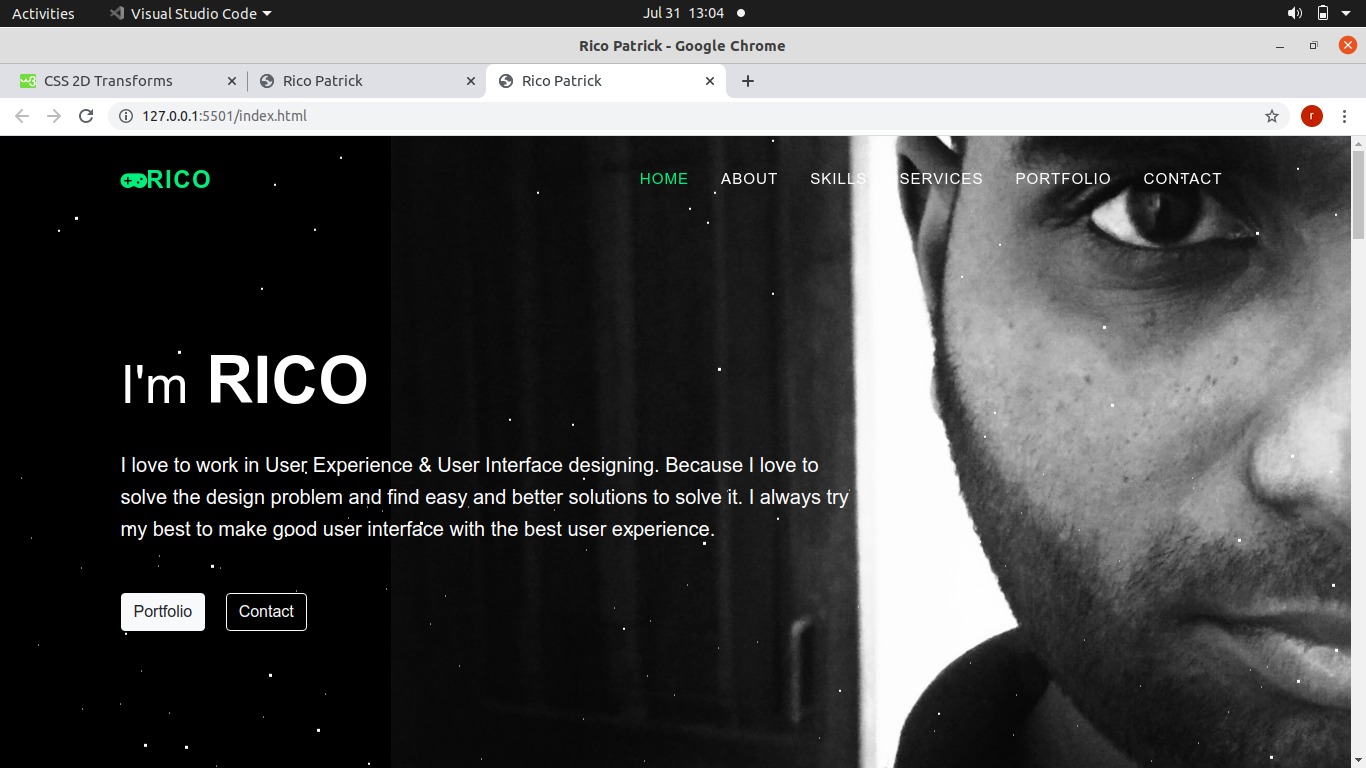 Activities Visual Studio Code Jul 31 13:04
Rico Patrick - Google Chrome
CSS 2D Transforms Rico Patrick Rico Patrick
127.0.0.1:5501/index.html r
RICO HOME ABOUT SKILLS SERVICES PORTFOLIO CONTACT
I'm RICO
I love to work in User Experience & User Interface designing. Because I love to
solve the design problem and find easy and better solutions to solve it. I always try
my best to make good user interface with the best user experience.
Portfolio Contact